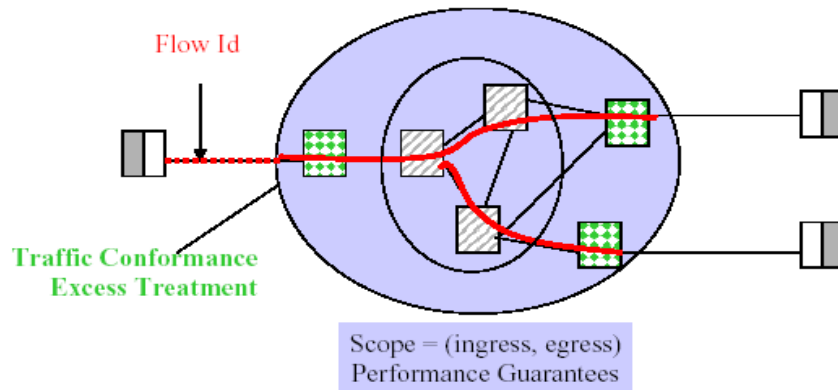 Flow Id
Traffic Conformance
Excess Treatment
Scope = (ingress, egress)
Performance Guarantees